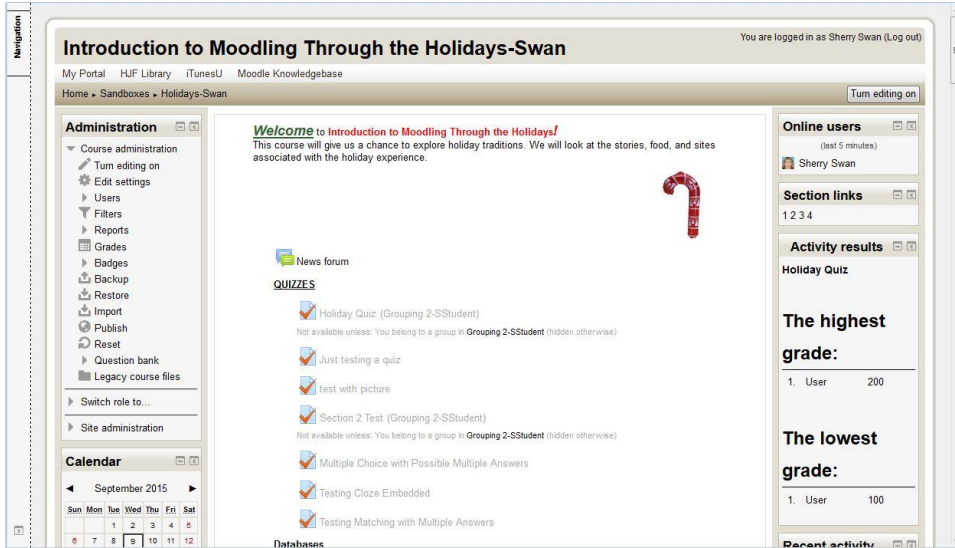 Navigation
You are logged in as Sherry Swan (Log out)
Introduction to Moodling Through the Holidays-Swan
My Portal HJF Library iTunesU Moodle Knowledgebase
Home ▸ Sandboxes ▸ Holidays-Swan
Turn editing on
Administration
Course administration
Turn editing on
Edit settings
Users
Filters
Reports
Grades
Badges
Backup
Restore
Import
Publish
Reset
Question bank
Legacy course files
Switch role to...
Site administration
Calendar
◄ September 2015 ►
Sun Mon Tue Wed Thu Fri Sat
1 2 3 4 5
6 7 8 9 10 11 12
Welcome to Introduction to Moodling Through the Holidays!
This course will give us a chance to explore holiday traditions. We will look at the stories, food, and sites
associated with the holiday experience.
News forum
QUIZZES
Holiday Quiz (Grouping 2-SStudent)
Not available unless: You belong to a group in Grouping 2-SStudent (hidden otherwise)
Just testing a quiz
test with picture
Section 2 Test (Grouping 2-SStudent)
Not available unless: You belong to a group in Grouping 2-SStudent (hidden otherwise)
Multiple Choice with Possible Multiple Answers
Testing Cloze Embedded
Testing Matching with Multiple Answers
Databases
Online users
(last 5 minutes)
Sherry Swan
Section links
1 2 3 4
Activity results
Holiday Quiz
The highest
grade:
1. User 200
The lowest
grade:
1. User 100
Recent activity